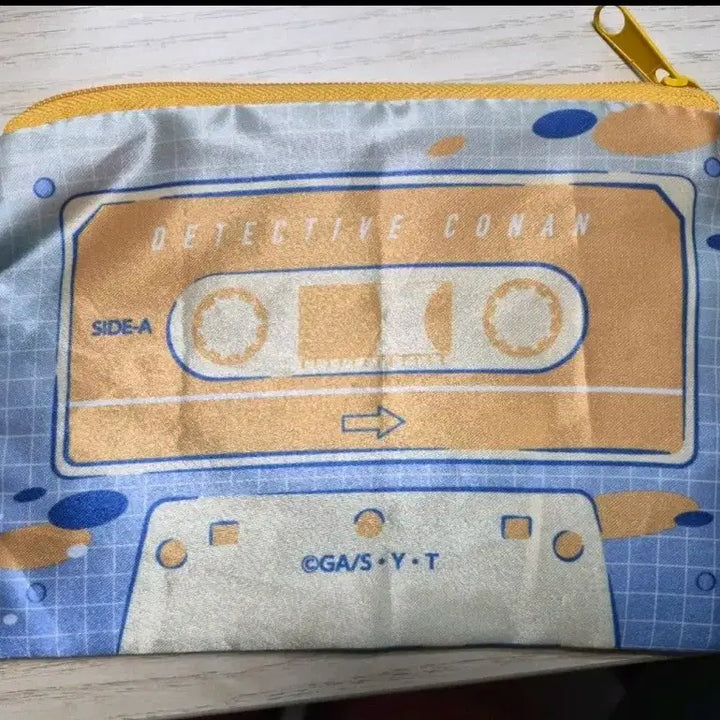 DETECTIVE CONAN
SIDE-A
©GA/S・Y・T